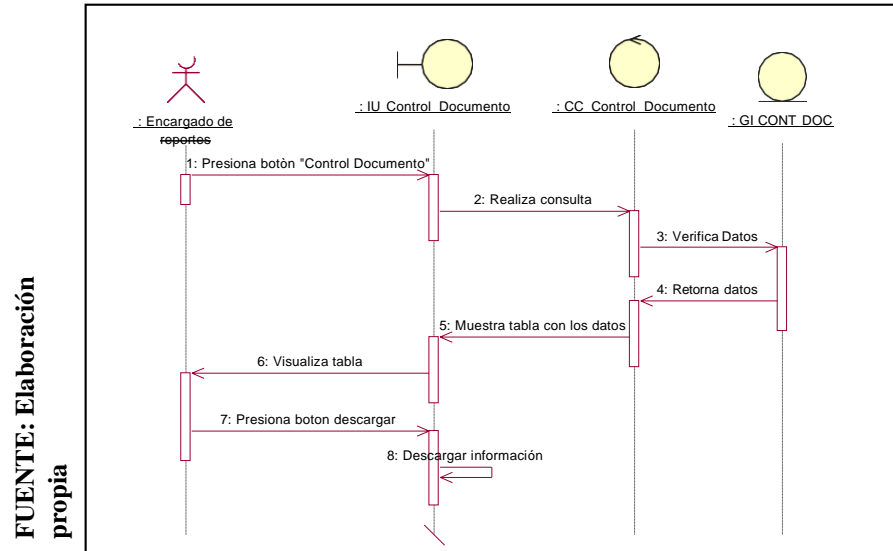 : Encargado de
reportes
: IU_Control_Documento
: CC_Control_Documento
: GI CONT DOC
1: Presiona botòn "Control Documento"
2: Realiza consulta
3: Verifica Datos
4: Retorna datos
5: Muestra tabla con los datos
6: Visualiza tabla
7: Presiona boton descargar
8: Descargar información
FUENTE: Elaboración
propia